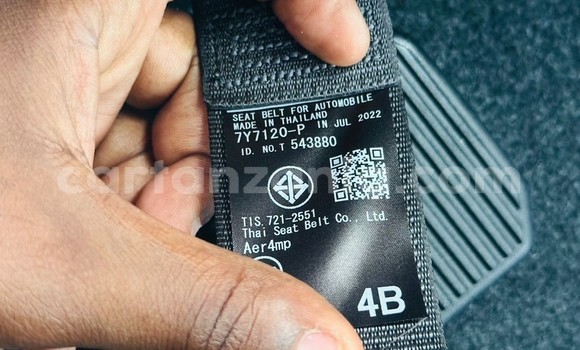 SEAT BELT FOR AUTOMOBILE
MADE IN THAILAND
7Y7120-P IN JUL 2022
ID. NO. T 543880
TIS.721-2551
Thai Seat Belt Co., Ltd.
Aer4mp
4B